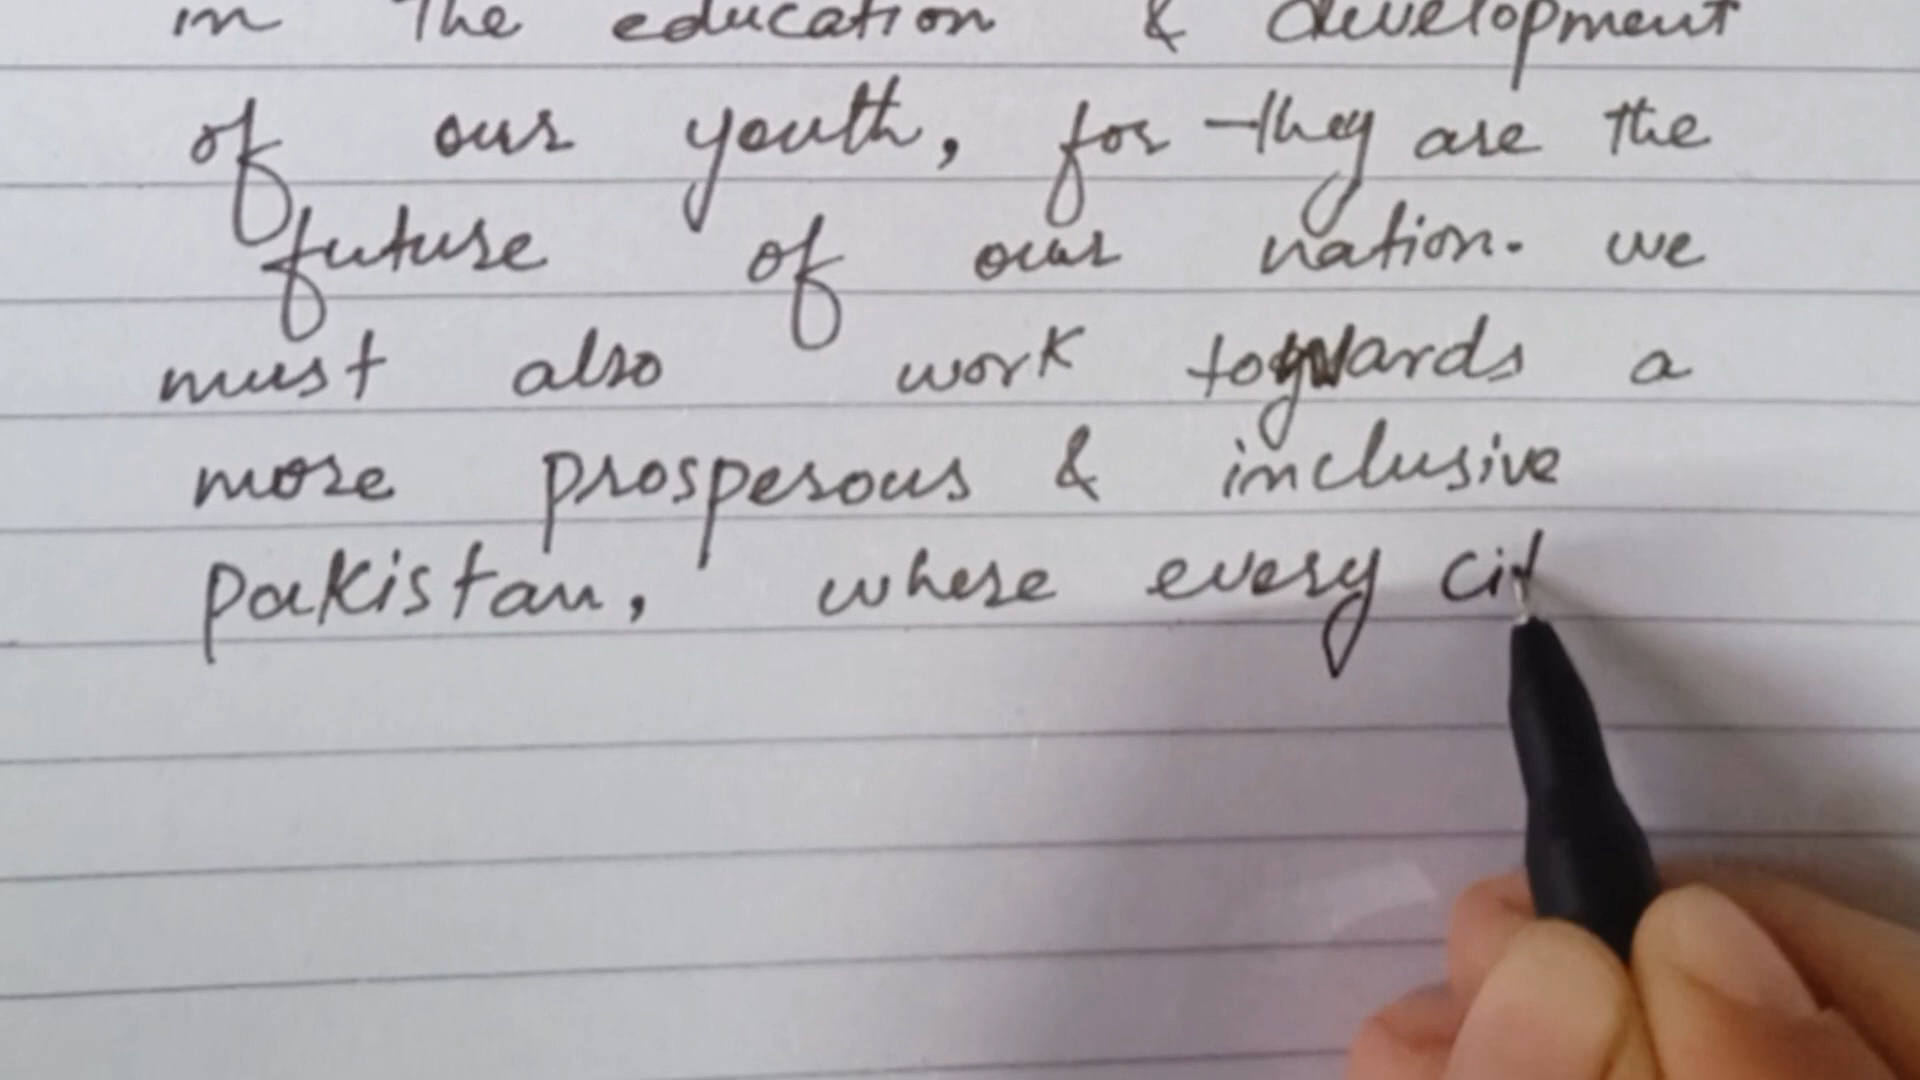 in the education & development
of our youth, for they are the
future of our nation. we
must also work towards a
more prosperous & inclusive
pakistan, where every cit